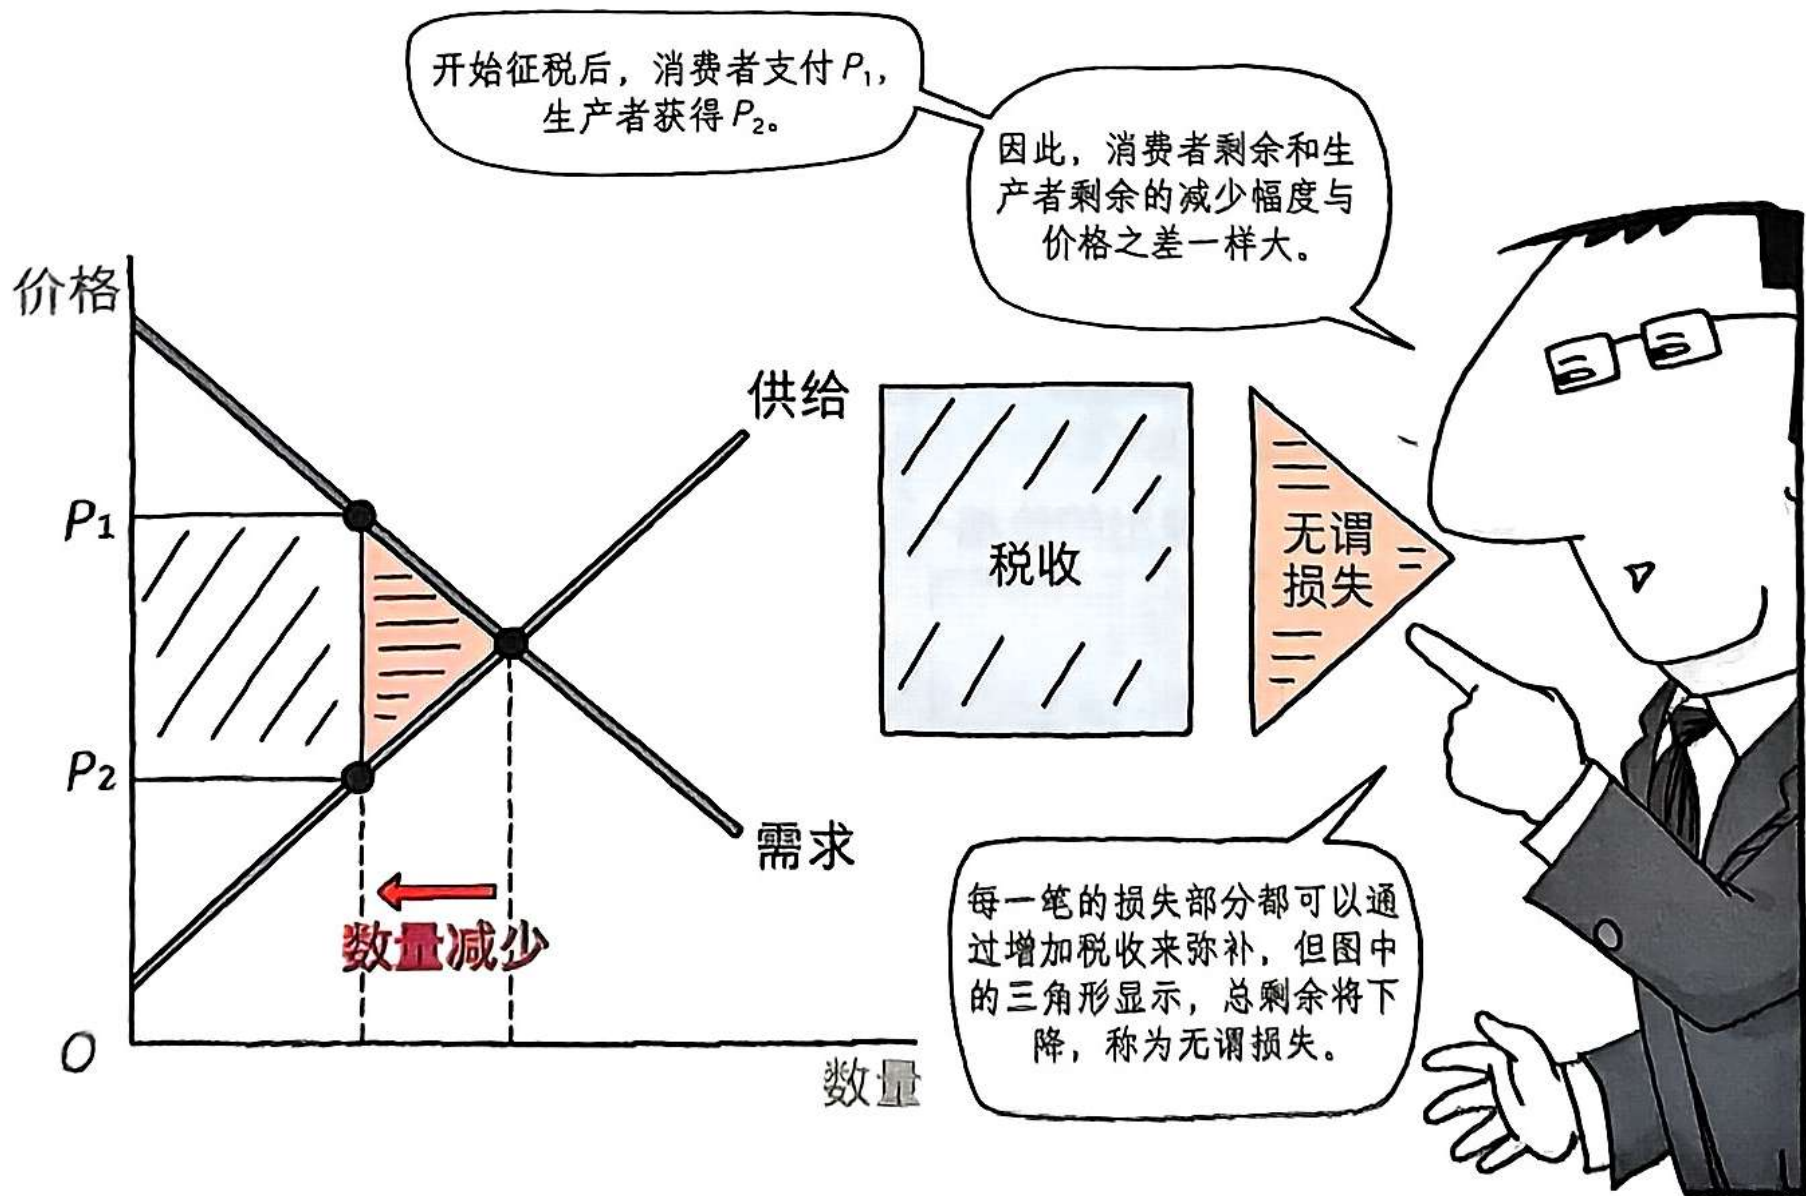 开始征税后，消费者支付P₁，
生产者获得P₂。
因此，消费者剩余和生
产者剩余的减少幅度与
价格之差一样大。
价格
供给
P₁
P₂
税收
无谓
损失
需求
数量减少
O
数量
每一笔的损失部分都可以通
过增加税收来弥补，但图中
的三角形显示，总剩余将下
降，称为无谓损失。